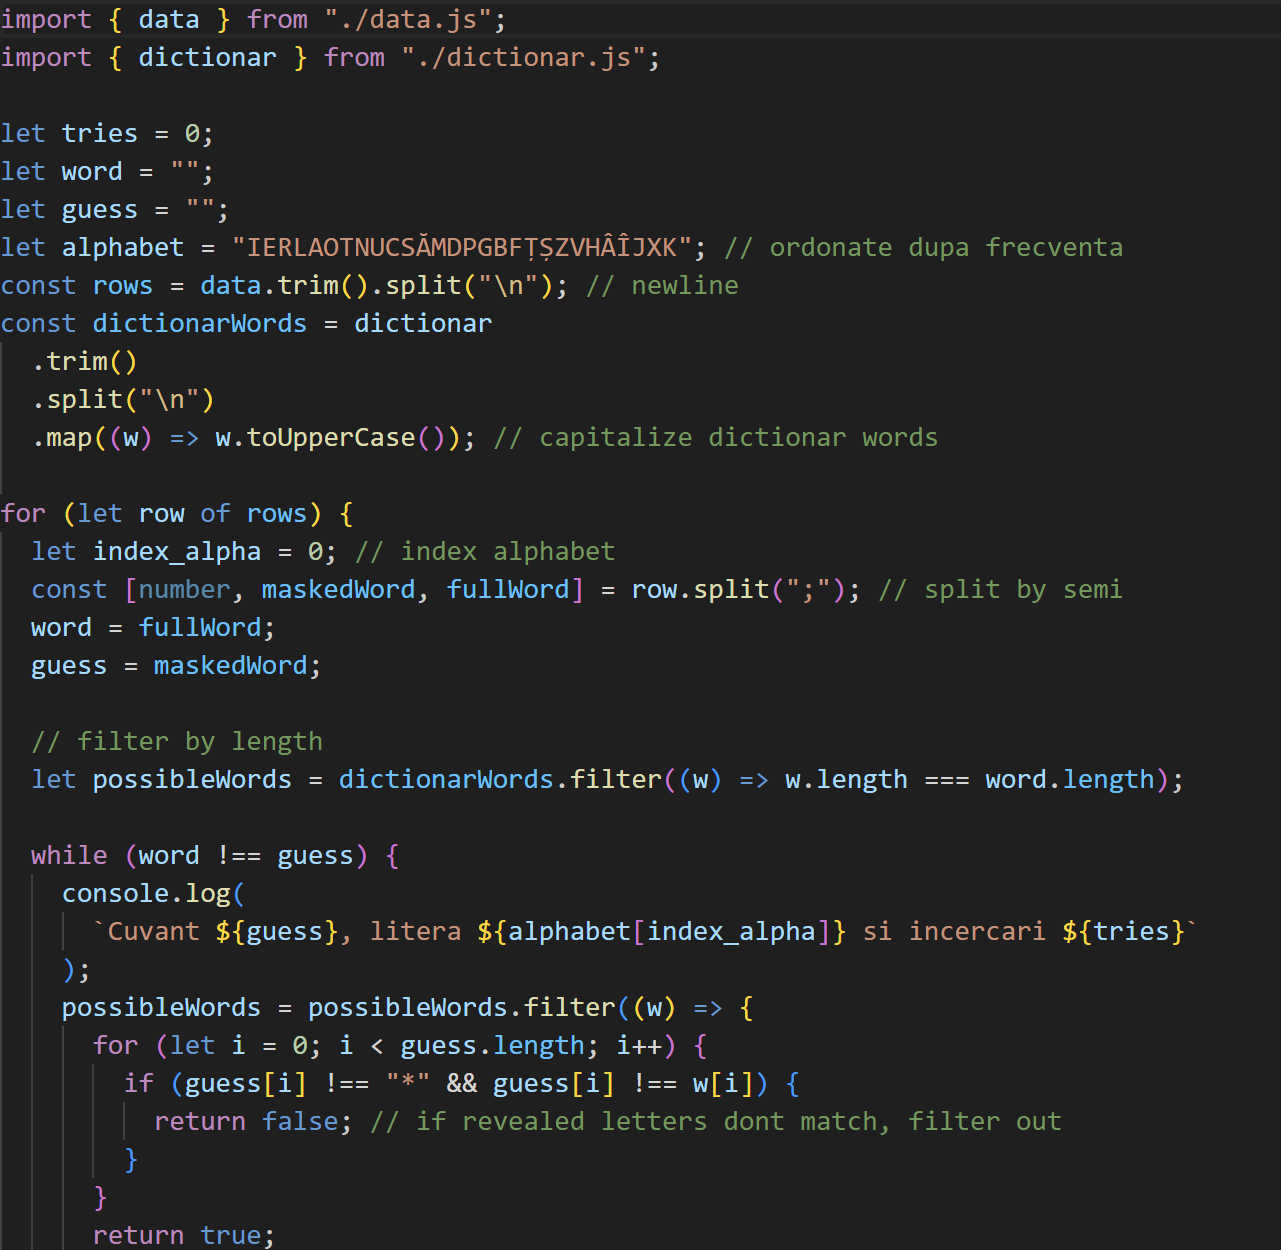 import { data } from "./data.js";
import { dictionar } from "./dictionar.js";

let tries = 0;
let word = "";
let guess = "";
let alphabet = "IERLAOTNUCSĂMDPGBFȚȘZVHÂÎJXK"; // ordonate dupa frecventa
const rows = data.trim().split("\n"); // newline
const dictionarWords = dictionar
  .trim()
  .split("\n")
  .map((w) => w.toUpperCase()); // capitalize dictionar words

for (let row of rows) {
  let index_alpha = 0; // index alphabet
  const [number, maskedWord, fullWord] = row.split(";"); // split by semi
  word = fullWord;
  guess = maskedWord;

  // filter by length
  let possibleWords = dictionarWords.filter((w) => w.length === word.length);

  while (word !== guess) {
    console.log(
      `Cuvant ${guess}, litera ${alphabet[index_alpha]} si incercari ${tries}`
    );
    possibleWords = possibleWords.filter((w) => {
      for (let i = 0; i < guess.length; i++) {
        if (guess[i] !== "*" && guess[i] !== w[i]) {
          return false; // if revealed letters dont match, filter out
        }
      }
      return true;